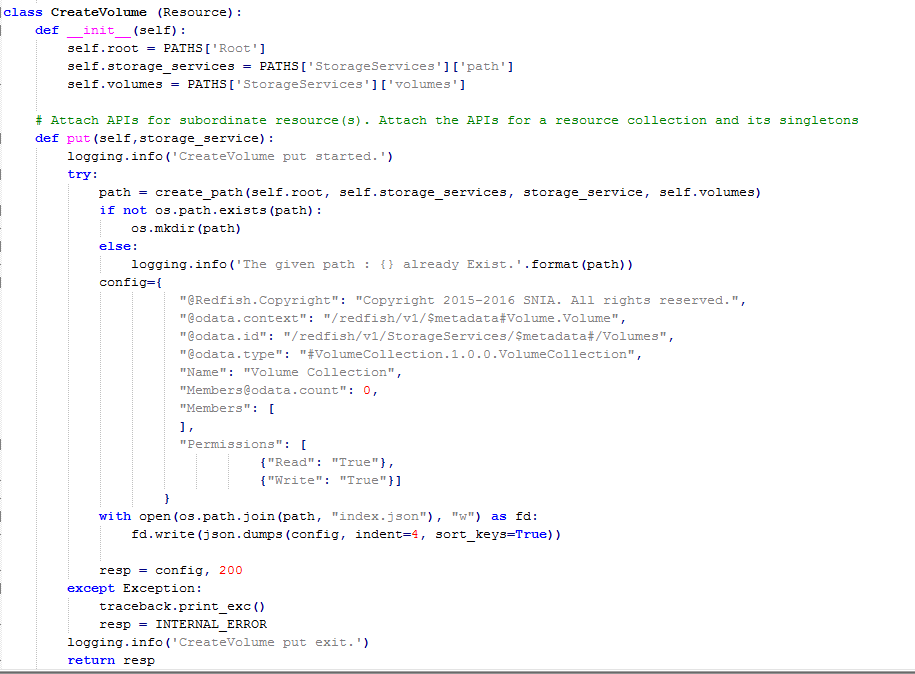 class CreateVolume (Resource):
    def __init__(self):
        self.root = PATHS['Root']
        self.storage_services = PATHS['StorageServices']['path']
        self.volumes = PATHS['StorageServices']['volumes']

    # Attach APIs for subordinate resource(s). Attach the APIs for a resource collection and its singletons
    def put(self,storage_service):
        logging.info('CreateVolume put started.')
        try:
            path = create_path(self.root, self.storage_services, storage_service, self.volumes)
            if not os.path.exists(path):
                os.mkdir(path)
            else:
                logging.info('The given path : {} already Exist.'.format(path))
            config={
                      "@Redfish.Copyright": "Copyright 2015-2016 SNIA. All rights reserved.",
                      "@odata.context": "/redfish/v1/$metadata#Volume.Volume",
                      "@odata.id": "/redfish/v1/StorageServices/$metadata#/Volumes",
                      "@odata.type": "#VolumeCollection.1.0.0.VolumeCollection",
                      "Name": "Volume Collection",
                      "Members@odata.count": 0,
                      "Members": [
                      ],
                      "Permissions": [
                                {"Read": "True"},
                                {"Write": "True"}]
                    }
            with open(os.path.join(path, "index.json"), "w") as fd:
                fd.write(json.dumps(config, indent=4, sort_keys=True))

            resp = config, 200
        except Exception:
            traceback.print_exc()
            resp = INTERNAL_ERROR
        logging.info('CreateVolume put exit.')
        return resp